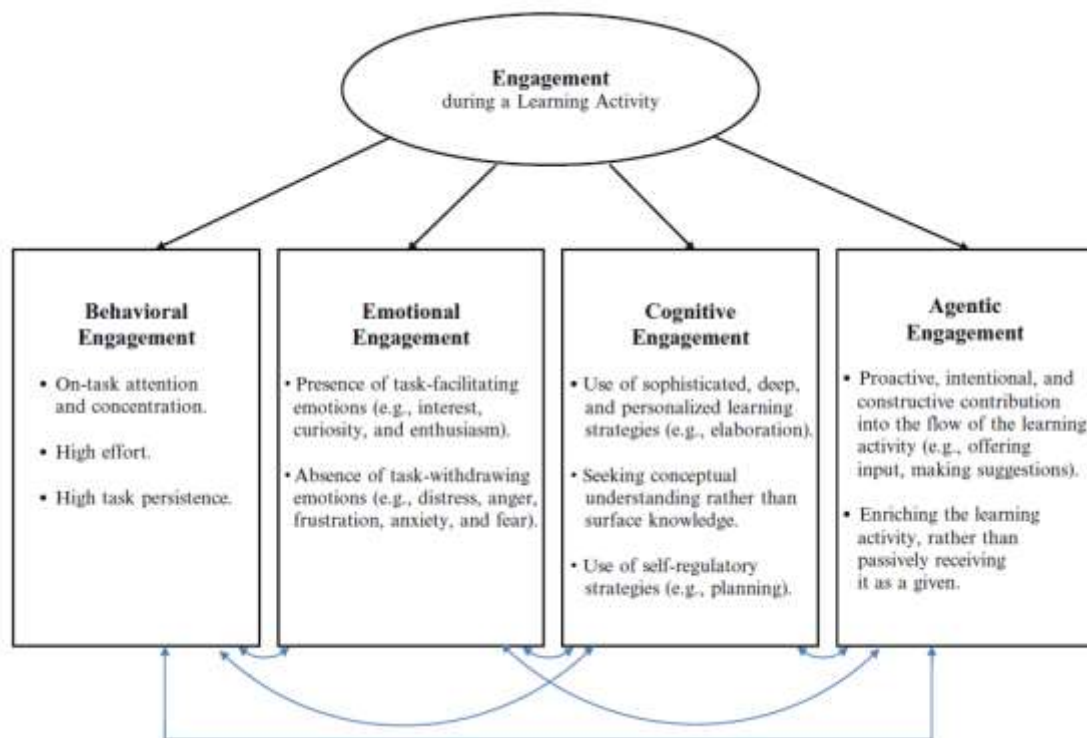 Engagement
during a Learning Activity
Behavioral
Engagement
• On-task attention
and concentration.
• High effort.
• High task persistence.
Emotional
Engagement
• Presence of task-facilitating
emotions (e.g., interest,
curiosity, and enthusiasm).
• Absence of task-withdrawing
emotions (e.g., distress, anger,
frustration, anxiety, and fear).
Cognitive
Engagement
• Use of sophisticated, deep,
and personalized learning
strategies (e.g., elaboration).
• Seeking conceptual
understanding rather than
surface knowledge.
• Use of self-regulatory
strategies (e.g., planning).
Agentic
Engagement
• Proactive, intentional, and
constructive contribution
into the flow of the learning
activity (e.g., offering
input, making suggestions).
• Enriching the learning
activity, rather than
passively receiving
it as a given.